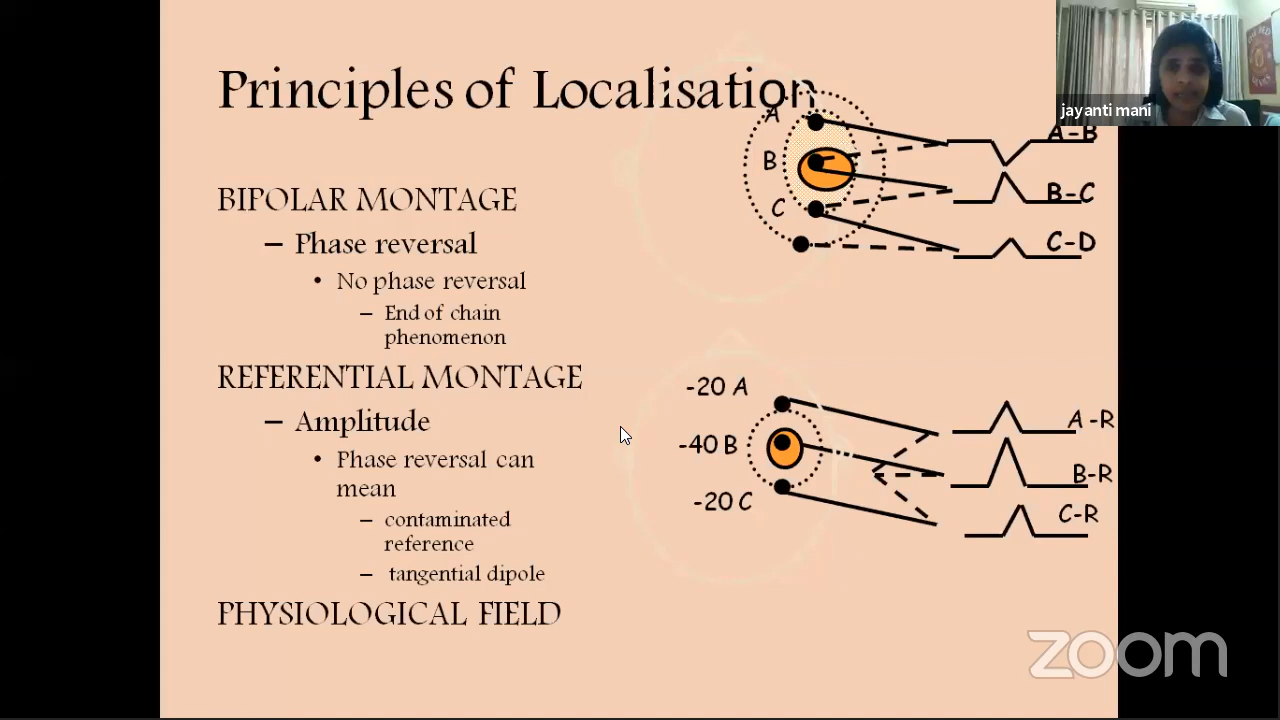 Principles of Localisation
jayanti mani
BIPOLAR MONTAGE
– Phase reversal
• No phase reversal
– End of chain
phenomenon
REFERENTIAL MONTAGE
– Amplitude
• Phase reversal can
mean
– contaminated
reference
– tangential dipole
PHYSIOLOGICAL FIELD
A
B
C
A-B
B-C
C-D
-20 A
-40 B
-20 C
A-R
B-R
C-R
zoom